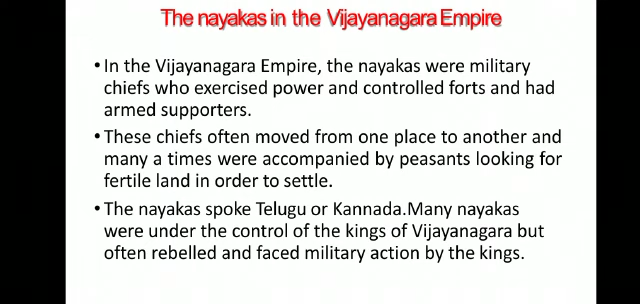 The nayakas in the Vijayanagara Empire
• In the Vijayanagara Empire, the nayakas were military
chiefs who exercised power and controlled forts and had
armed supporters.
• These chiefs often moved from one place to another and
many a times were accompanied by peasants looking for
fertile land in order to settle.
• The nayakas spoke Telugu or Kannada.Many nayakas
were under the control of the kings of Vijayanagara but
often rebelled and faced military action by the kings.